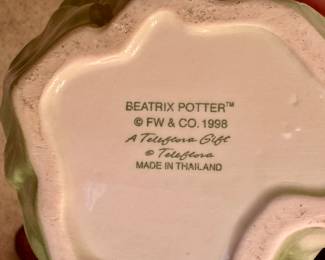 BEATRIX POTTER™
© FW & CO. 1998
A Teleflora Gift
© Teleflora
MADE IN THAILAND